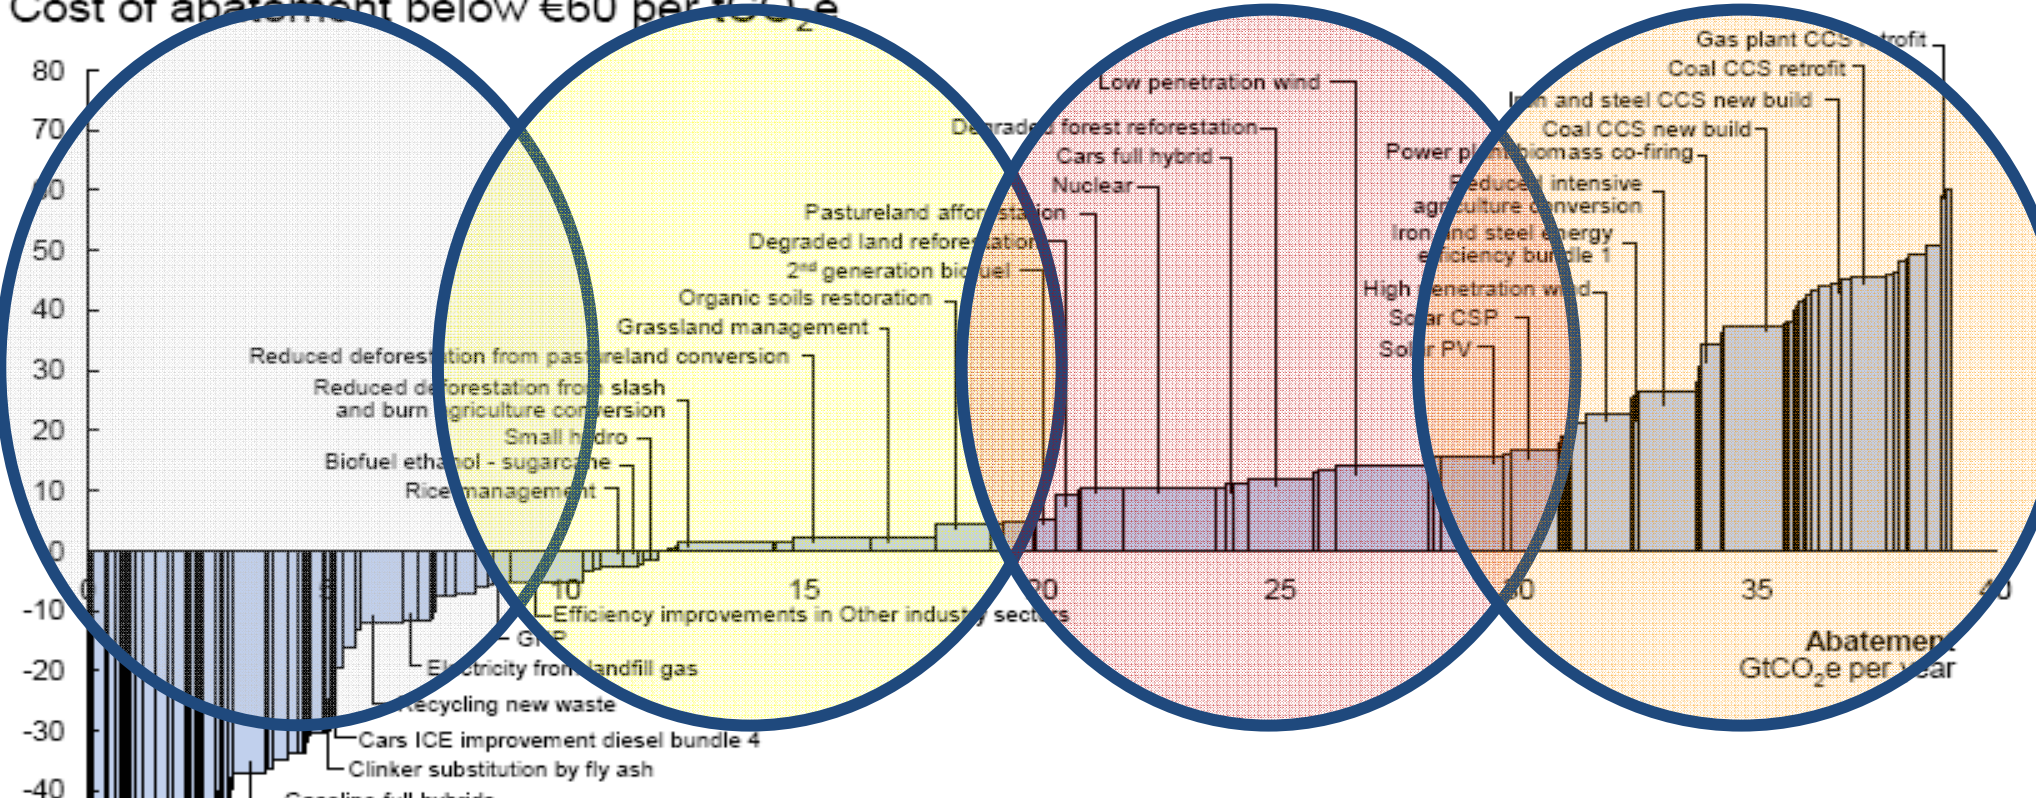 Cost of abatement below €60 per tCO2e
80
70
60
50
40
30
20
10
0
-10
-20
-30
-40
0
5
10
15
20
25
30
35
40
Gas plant CCS retrofit
Coal CCS retrofit
Iron and steel CCS new build
Coal CCS new build
Power plant biomass co-firing
Reduced intensive
agriculture conversion
Iron and steel energy
efficiency bundle 1
High penetration wind
Solar CSP
Solar PV
Low penetration wind
Degraded forest reforestation
Cars full hybrid
Nuclear
Pastureland afforestation
Degraded land reforestation
2nd generation biofuel
Organic soils restoration
Grassland management
Reduced deforestation from pastureland conversion
Reduced deforestation from slash
and burn agriculture conversion
Small hydro
Biofuel ethanol - sugarcane
Rice management
Efficiency improvements in Other industry sectors
Electricity from landfill gas
Recycling new waste
Cars ICE improvement diesel bundle 4
Clinker substitution by fly ash
Gasoline full hybrids
Abatement
GtCO2e per year